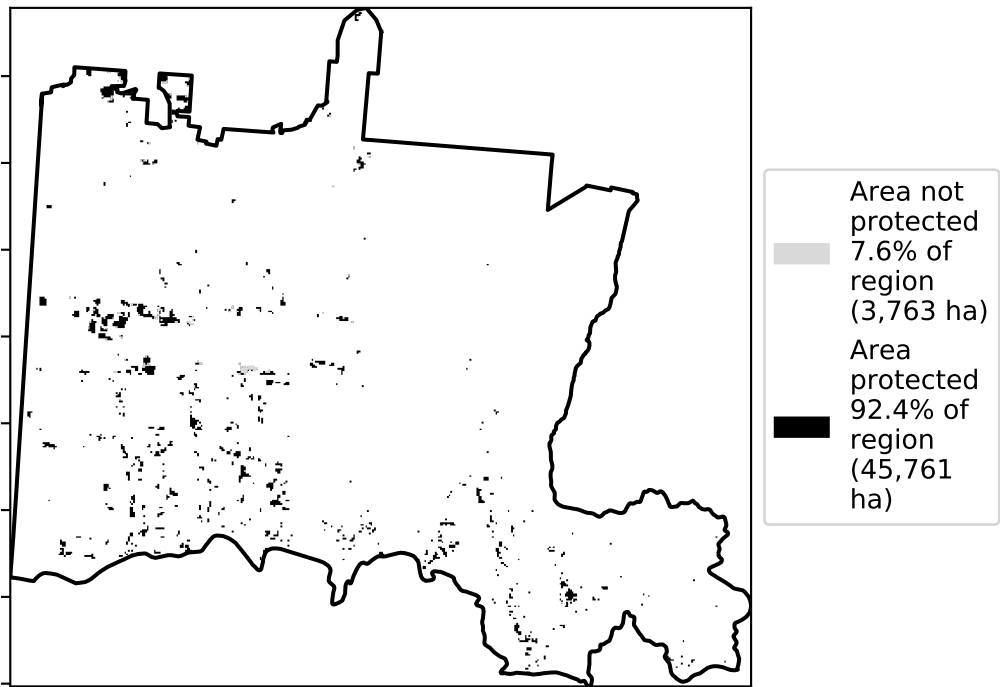 Area not
protected
7.6% of
region
(3,763 ha)
Area
protected
92.4% of
region
(45,761
ha)